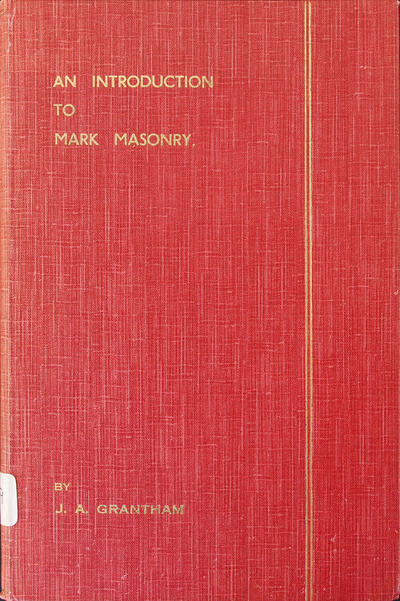 AN INTRODUCTION
TO
MARK MASONRY.
BY
J. A. GRANTHAM